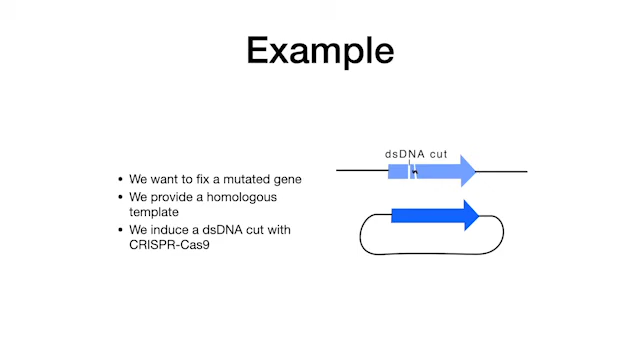 Example
• We want to fix a mutated gene
• We provide a homologous
template
• We induce a dsDNA cut with
CRISPR-Cas9
dsDNA cut